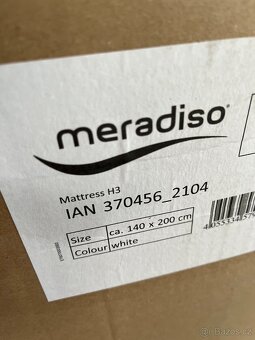 meradiso
Mattress H3
IAN 370456_2104
Size ca. 140 x 200 cm
Colour white